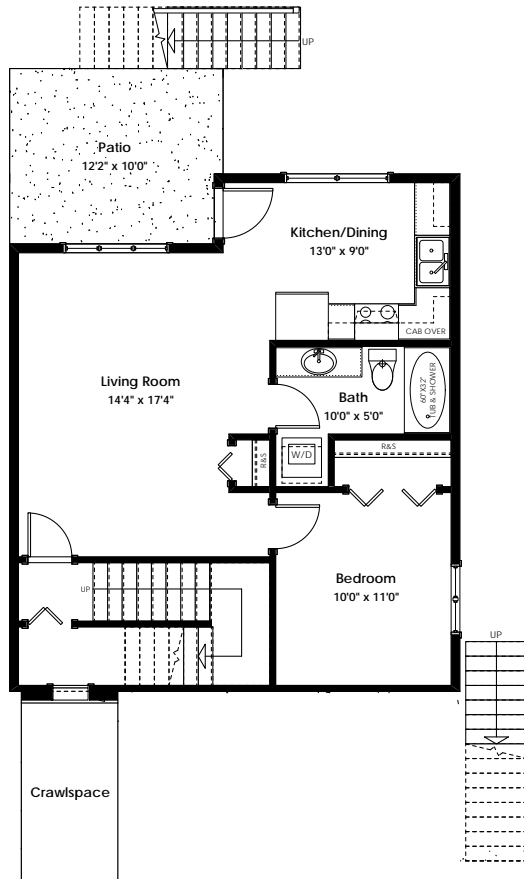 UP
Patio
12'2" x 10'0"
Kitchen/Dining
13'0" x 9'0"
CAB OVER
Living Room
14'4" x 17'4"
Bath
10'0" x 5'0"
60"X32"
TUB & SHOWER
W/D
R&S
R&S
Bedroom
10'0" x 11'0"
UP
UP
Crawlspace